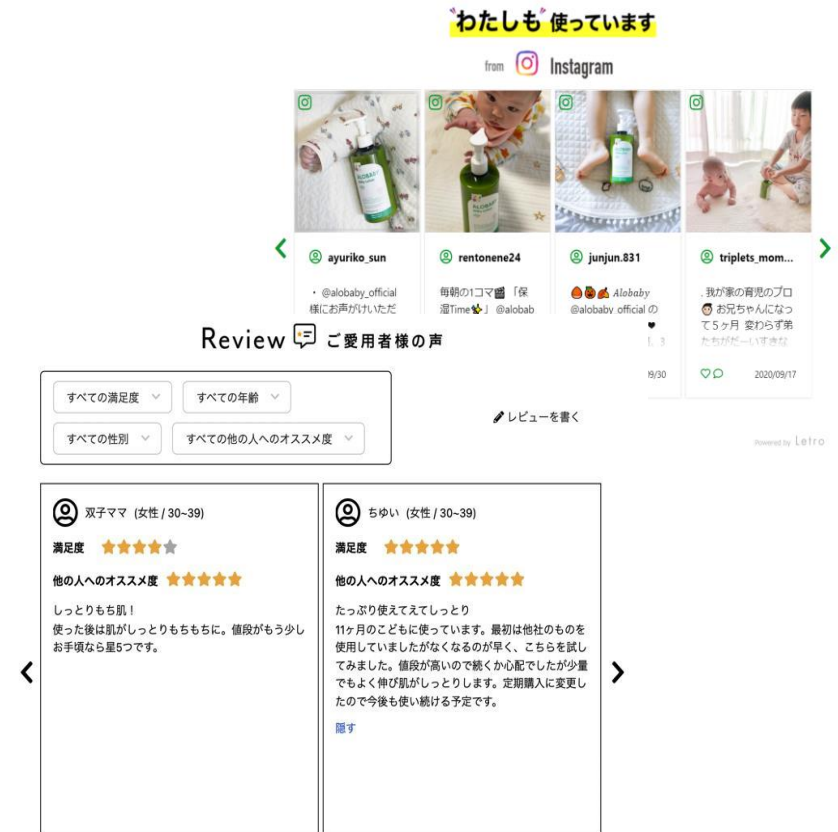 "わたしも"使っています
from Instagram
ayuriko_sun
rentonene24
junjun.831
triplets_mom...
・ @alobaby_official
様にお声がけいただ
毎朝の1コマ🎬 「保
湿Time🍼」 @alobab
Alobaby
@alobaby_official の
. 我が家の育児のプロ
👦🏻 お兄ちゃんになっ
て5ヶ月 変わらず弟
たちがだーいすきな
9/30
2020/09/17
Powered by Letro
Review ご愛用者様の声
すべての満足度
すべての年齢
すべての性別
すべての他の人へのオススメ度
レビューを書く
双子ママ (女性 / 30~39)
満足度
他の人へのオススメ度
しっとりもち肌！
使った後は肌がしっとりもちもちに。値段がもう少し
お手頃なら星5つです。
ちゆい (女性 / 30~39)
満足度
他の人へのオススメ度
たっぷり使えてえてしっとり
11ヶ月のこどもに使っています。最初は他社のものを
使用していましたがなくなるのが早く、こちらを試し
てみました。値段が高いので続くか心配でしたが少量
でもよく伸び肌がしっとりします。定期購入に変更し
たので今後も使い続ける予定です。
隠す